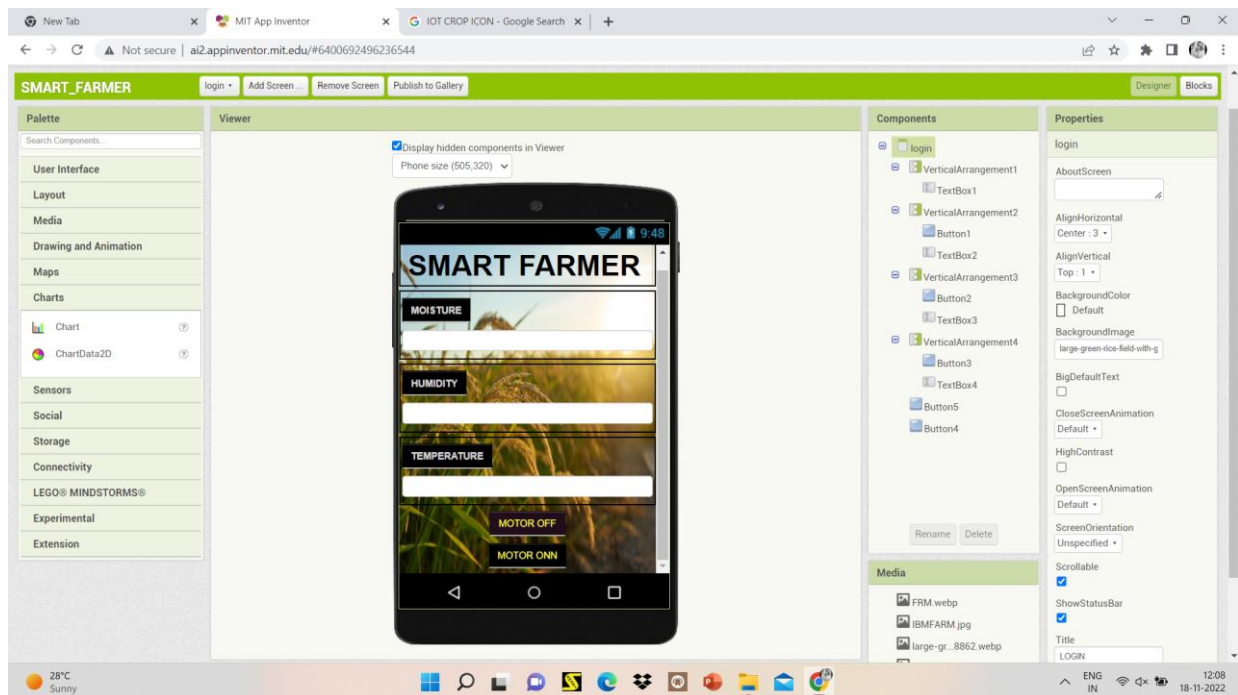 New Tab
MIT App Inventor
IOT CROP ICON - Google Search
Not secure | ai2.appinventor.mit.edu/#6400692496236544
SMART_FARMER
login
Add Screen ...
Remove Screen
Publish to Gallery
Designer
Blocks
Palette
Search Components...
User Interface
Layout
Media
Drawing and Animation
Maps
Charts
Chart
ChartData2D
Sensors
Social
Storage
Connectivity
LEGO® MINDSTORMS®
Experimental
Extension
Viewer
Display hidden components in Viewer
Phone size (505,320)
9:48
SMART FARMER
MOISTURE
HUMIDITY
TEMPERATURE
MOTOR OFF
MOTOR ONN
Components
login
VerticalArrangement1
TextBox1
VerticalArrangement2
Button1
TextBox2
VerticalArrangement3
Button2
TextBox3
VerticalArrangement4
Button3
TextBox4
Button5
Button4
Rename
Delete
Media
FRM.webp
IBMFARM.jpg
large-gr...8862.webp
Properties
login
AboutScreen
AlignHorizontal
Center : 3
AlignVertical
Top : 1
BackgroundColor
Default
BackgroundImage
large-green-rice-field-with-g
BigDefaultText
CloseScreenAnimation
Default
HighContrast
OpenScreenAnimation
Default
ScreenOrientation
Unspecified
Scrollable
ShowStatusBar
Title
LOGIN
28°C
Sunny
ENG
IN
12:08
18-11-2022